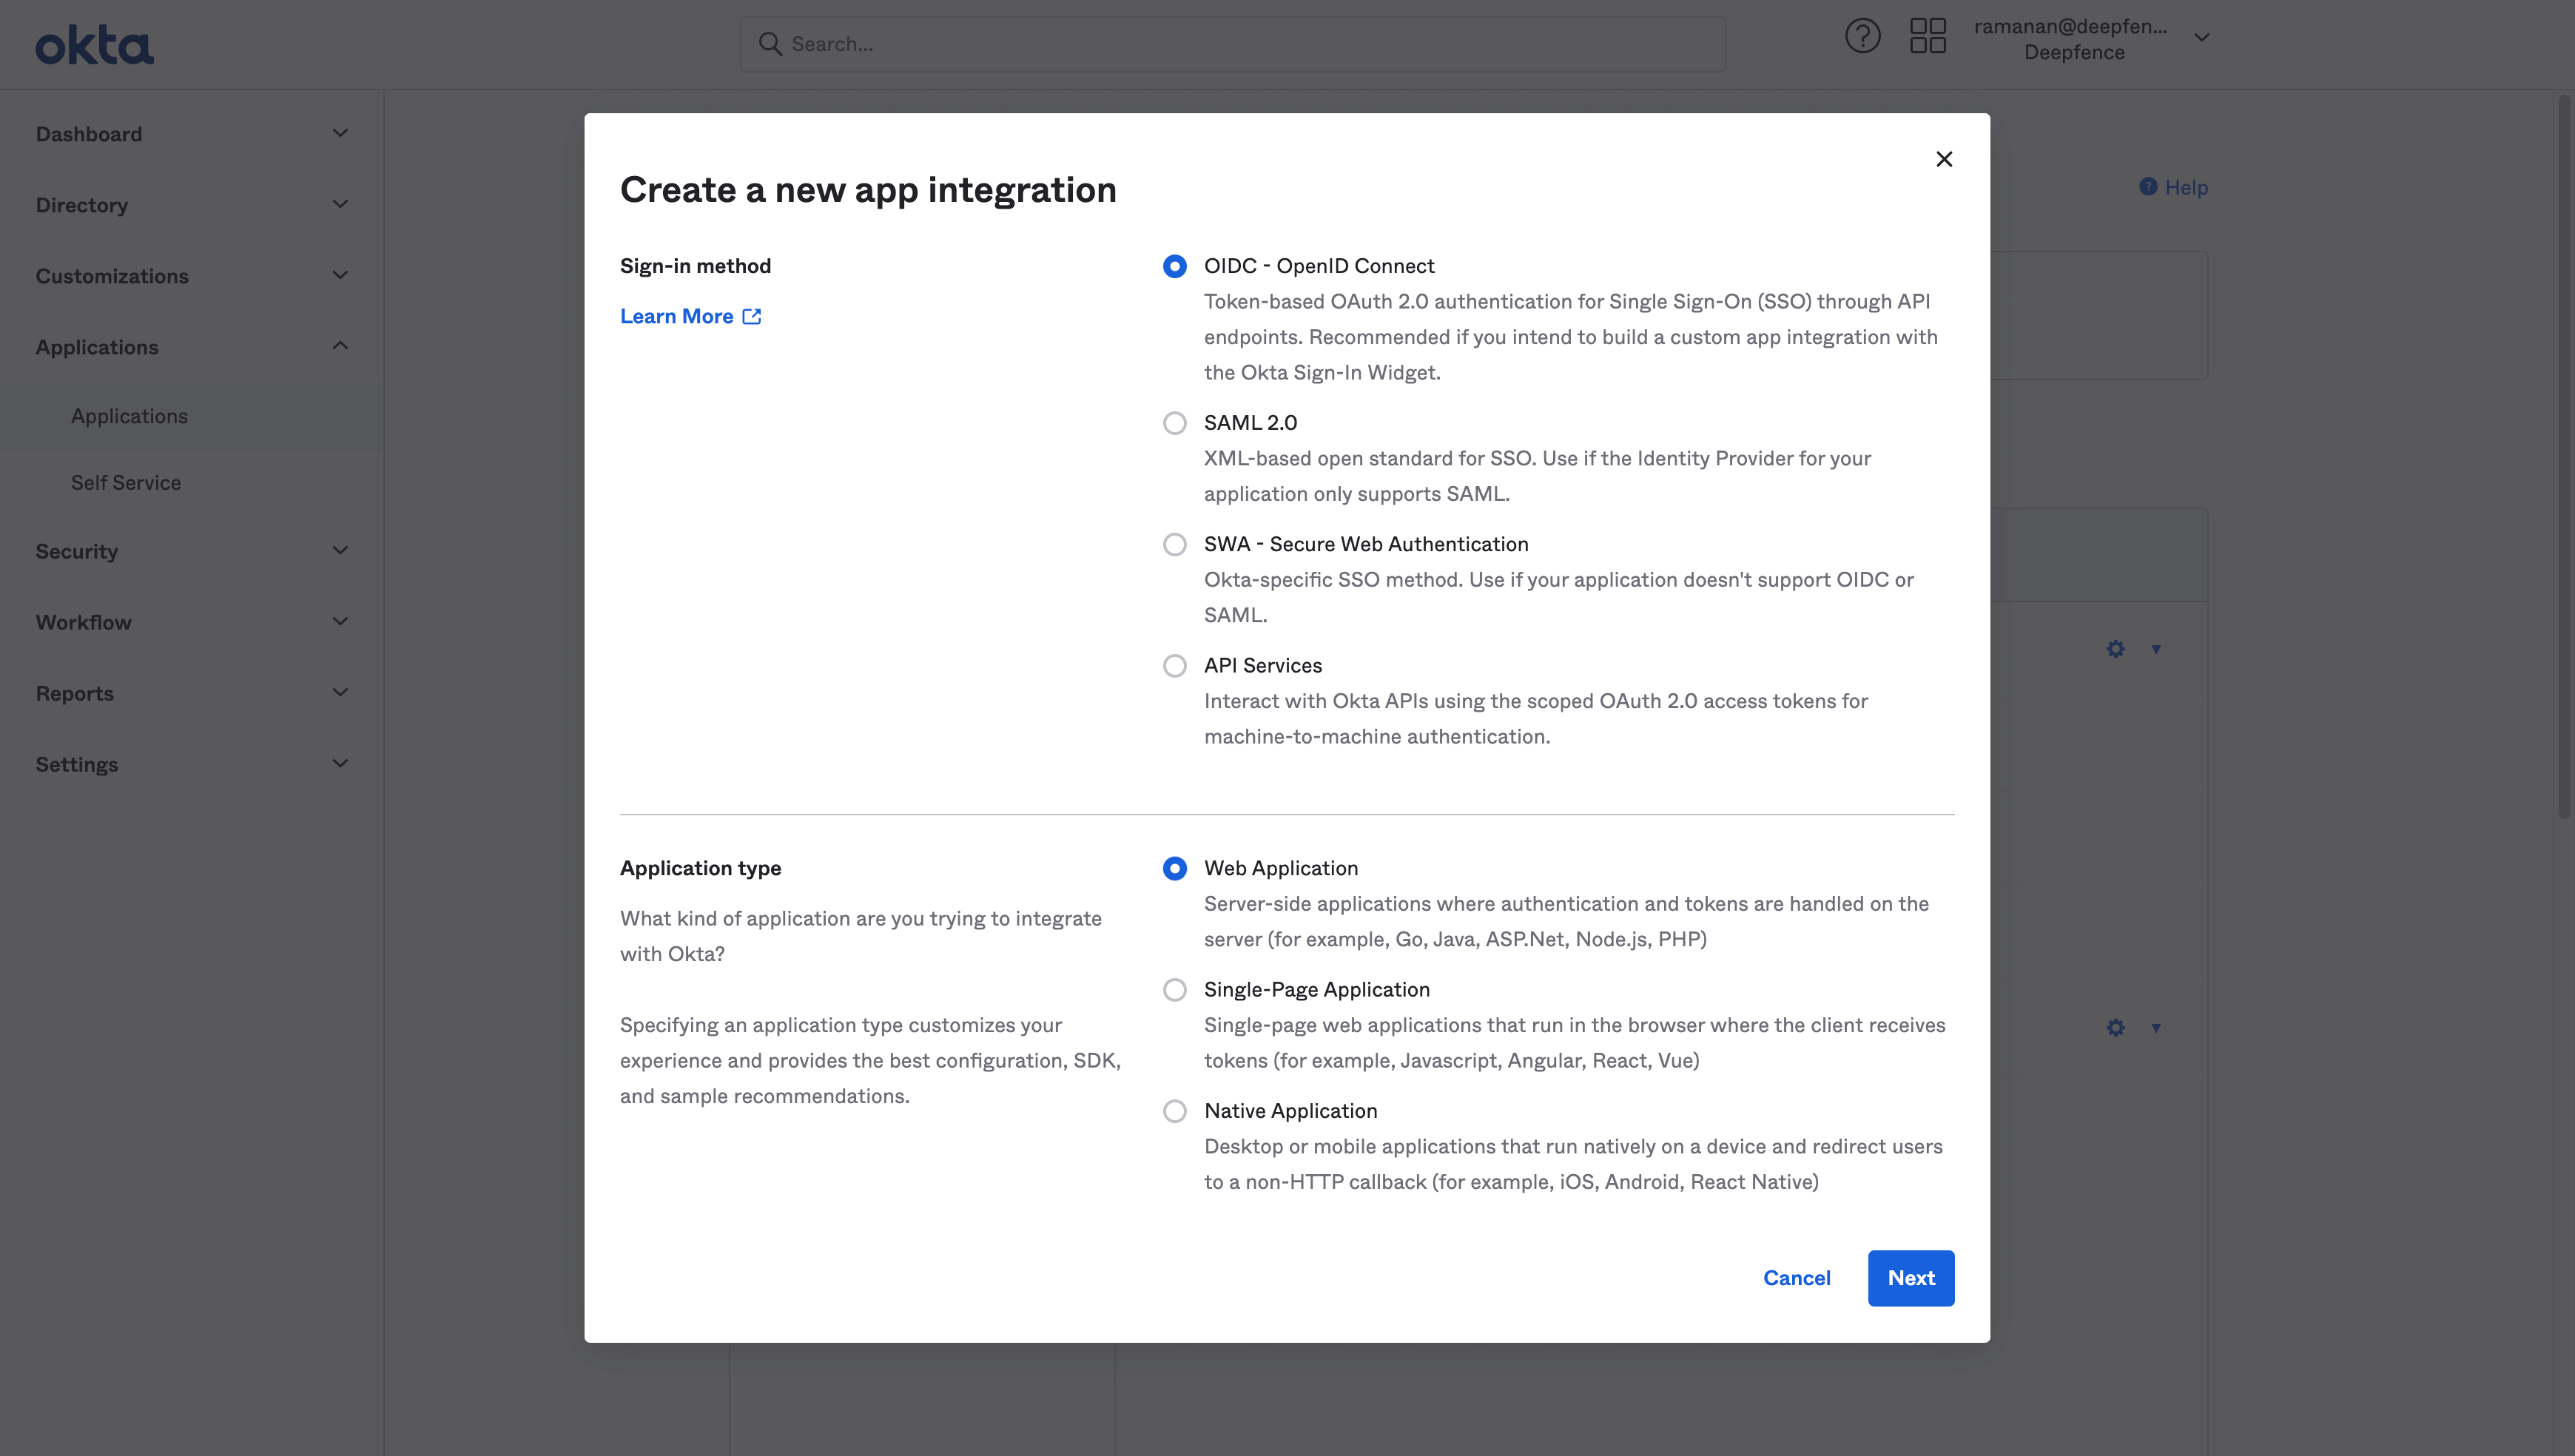 okta
Search...
ramanan@deepfen...
Deepfence
Dashboard
Directory
Customizations
Applications
Applications
Self Service
Security
Workflow
Reports
Settings
Help
Create a new app integration
Sign-in method
Learn More
OIDC - OpenID Connect
Token-based OAuth 2.0 authentication for Single Sign-On (SSO) through API
endpoints. Recommended if you intend to build a custom app integration with
the Okta Sign-In Widget.
SAML 2.0
XML-based open standard for SSO. Use if the Identity Provider for your
application only supports SAML.
SWA - Secure Web Authentication
Okta-specific SSO method. Use if your application doesn't support OIDC or
SAML.
API Services
Interact with Okta APIs using the scoped OAuth 2.0 access tokens for
machine-to-machine authentication.
Application type
What kind of application are you trying to integrate
with Okta?
Specifying an application type customizes your
experience and provides the best configuration, SDK,
and sample recommendations.
Web Application
Server-side applications where authentication and tokens are handled on the
server (for example, Go, Java, ASP.Net, Node.js, PHP)
Single-Page Application
Single-page web applications that run in the browser where the client receives
tokens (for example, Javascript, Angular, React, Vue)
Native Application
Desktop or mobile applications that run natively on a device and redirect users
to a non-HTTP callback (for example, iOS, Android, React Native)
Cancel
Next